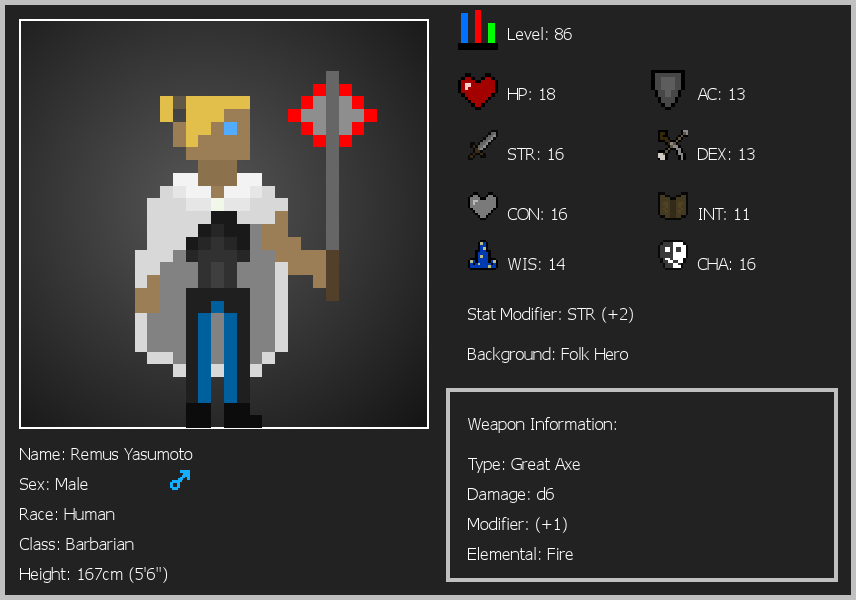 Level: 86
HP: 18
AC: 13
STR: 16
DEX: 13
CON: 16
INT: 11
WIS: 14
CHA: 16
Stat Modifier: STR (+2)
Background: Folk Hero
Weapon Information:
Type: Great Axe
Damage: d6
Modifier: (+1)
Elemental: Fire
Name: Remus Yasumoto
Sex: Male
Race: Human
Class: Barbarian
Height: 167cm (5'6")